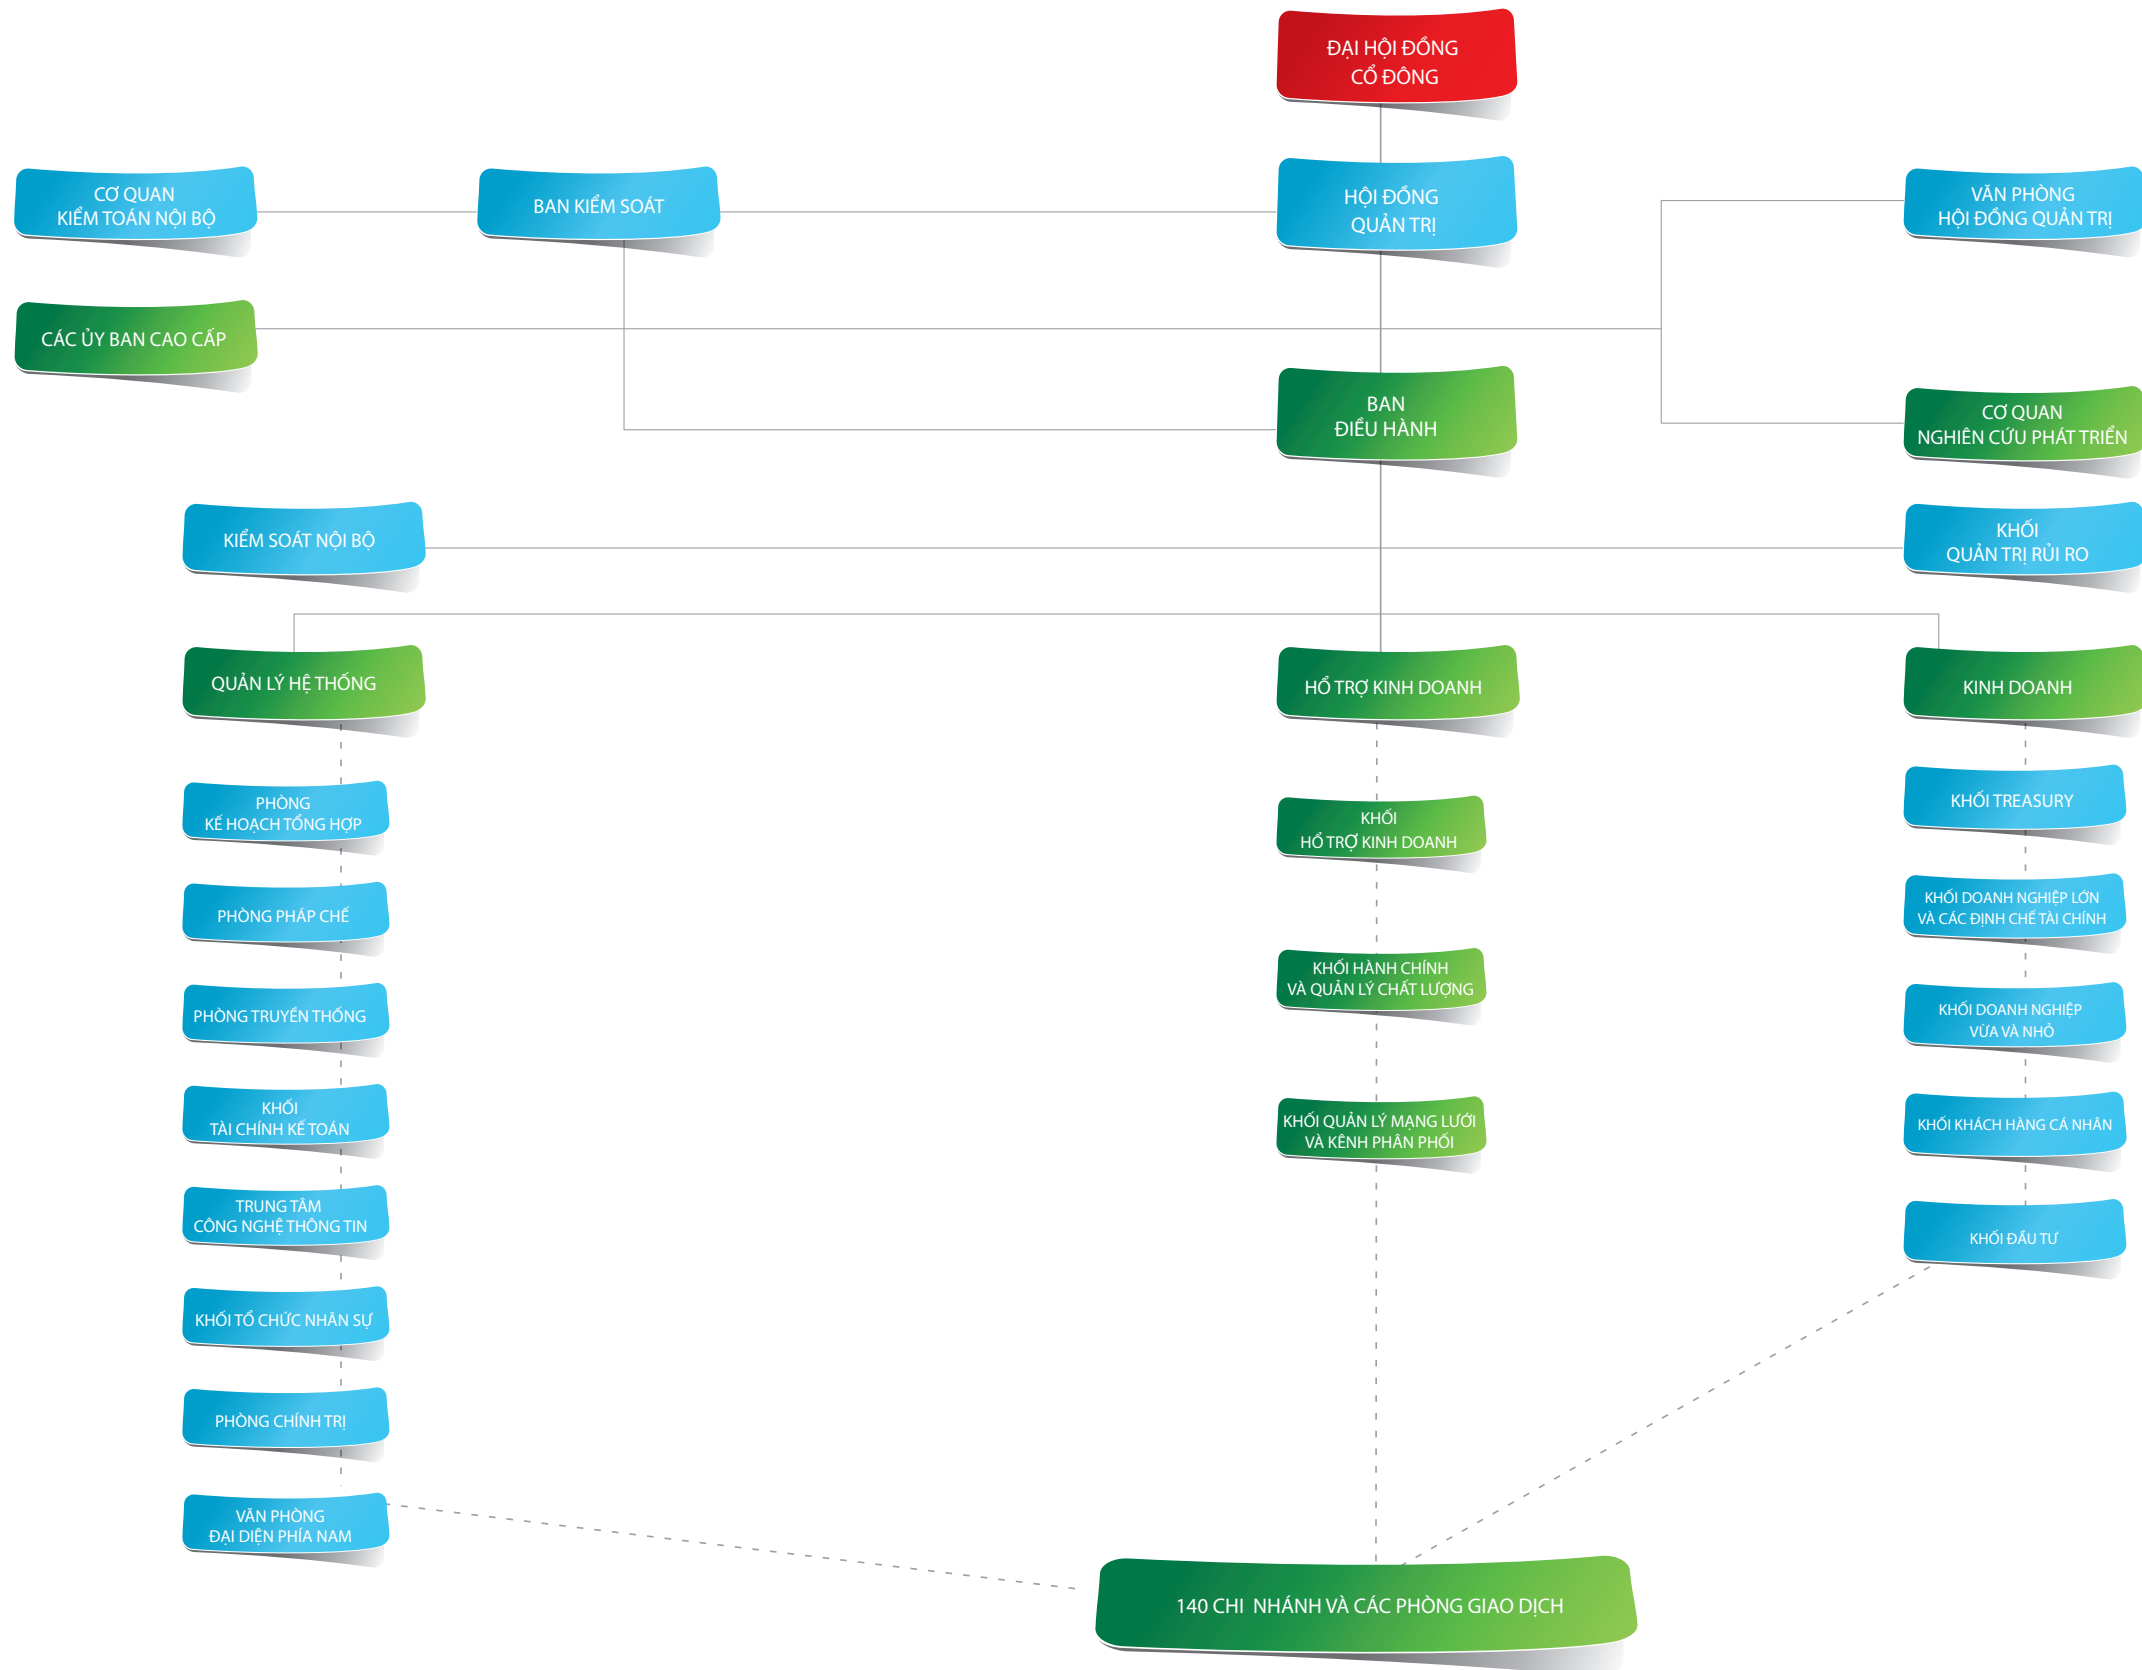 ĐẠI HỘI ĐỒNG
CỔ ĐÔNG
CƠ QUAN
KIỂM TOÁN NỘI BỘ
BAN KIỂM SOÁT
HỘI ĐỒNG
QUẢN TRỊ
VĂN PHÒNG
HỘI ĐỒNG QUẢN TRỊ
CÁC ỦY BAN CAO CẤP
BAN
ĐIỀU HÀNH
CƠ QUAN
NGHIÊN CỨU PHÁT TRIỂN
KIỂM SOÁT NỘI BỘ
KHỐI
QUẢN TRỊ RỦI RO
QUẢN LÝ HỆ THỐNG
HỔ TRỢ KINH DOANH
KINH DOANH
PHÒNG
KẾ HOẠCH TỔNG HỢP
PHÒNG PHÁP CHẾ
PHÒNG TRUYỀN THỐNG
KHỐI
TÀI CHÍNH KẾ TOÁN
TRUNG TÂM
CÔNG NGHỆ THÔNG TIN
KHỐI TỔ CHỨC NHÂN SỰ
PHÒNG CHÍNH TRỊ
VĂN PHÒNG
ĐẠI DIỆN PHÍA NAM
KHỐI
HỔ TRỢ KINH DOANH
KHỐI HÀNH CHÍNH
VÀ QUẢN LÝ CHẤT LƯỢNG
KHỐI QUẢN LÝ MẠNG LƯỚI
VÀ KÊNH PHÂN PHỐI
KHỐI TREASURY
KHỐI DOANH NGHIỆP LỚN
VÀ CÁC ĐỊNH CHẾ TÀI CHÍNH
KHỐI DOANH NGHIỆP
VỪA VÀ NHỎ
KHỐI KHÁCH HÀNG CÁ NHÂN
KHỐI ĐẦU TƯ
140 CHI NHÁNH VÀ CÁC PHÒNG GIAO DỊCH